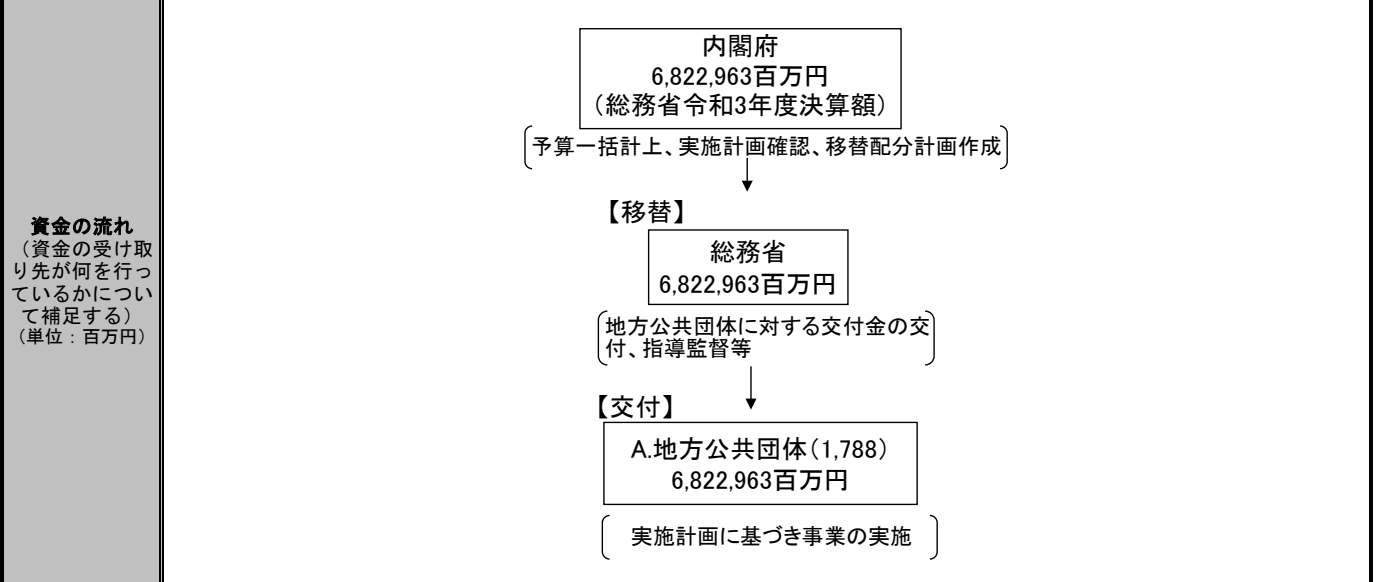 資金の流れ
（資金の受け取
り先が何を行っ
ているかについ
て補足する）
（単位：百万円）
内閣府
6,822,963百万円
（総務省令和3年度決算額）
予算一括計上、実施計画確認、移替配分計画作成
【移替】
総務省
6,822,963百万円
地方公共団体に対する交付金の交
付、指導監督等
【交付】
A.地方公共団体（1,788）
6,822,963百万円
実施計画に基づき事業の実施